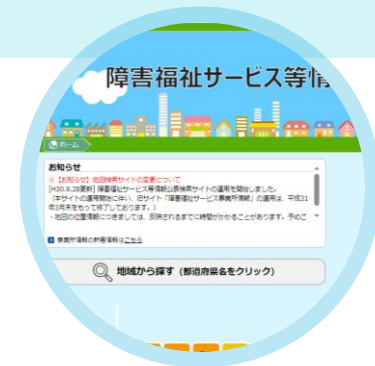 障害福祉サービス等情
ホーム
お知らせ
※【お知らせ】地図検索サイトの変更について
[H30.9.28更新] 障害福祉サービス等情報公表検索サイトの運用を開始しました。
(本サイトの運用開始に伴い、旧サイト「障害福祉サービス事業所情報」の運用は、平成31
年3月末をもって終了しております。)
・地図の位置情報につきましては、反映されるまでに時間がかかることがあります。予めご
事業所情報の新着情報はこちら
地域から探す (都道府県名をクリック)